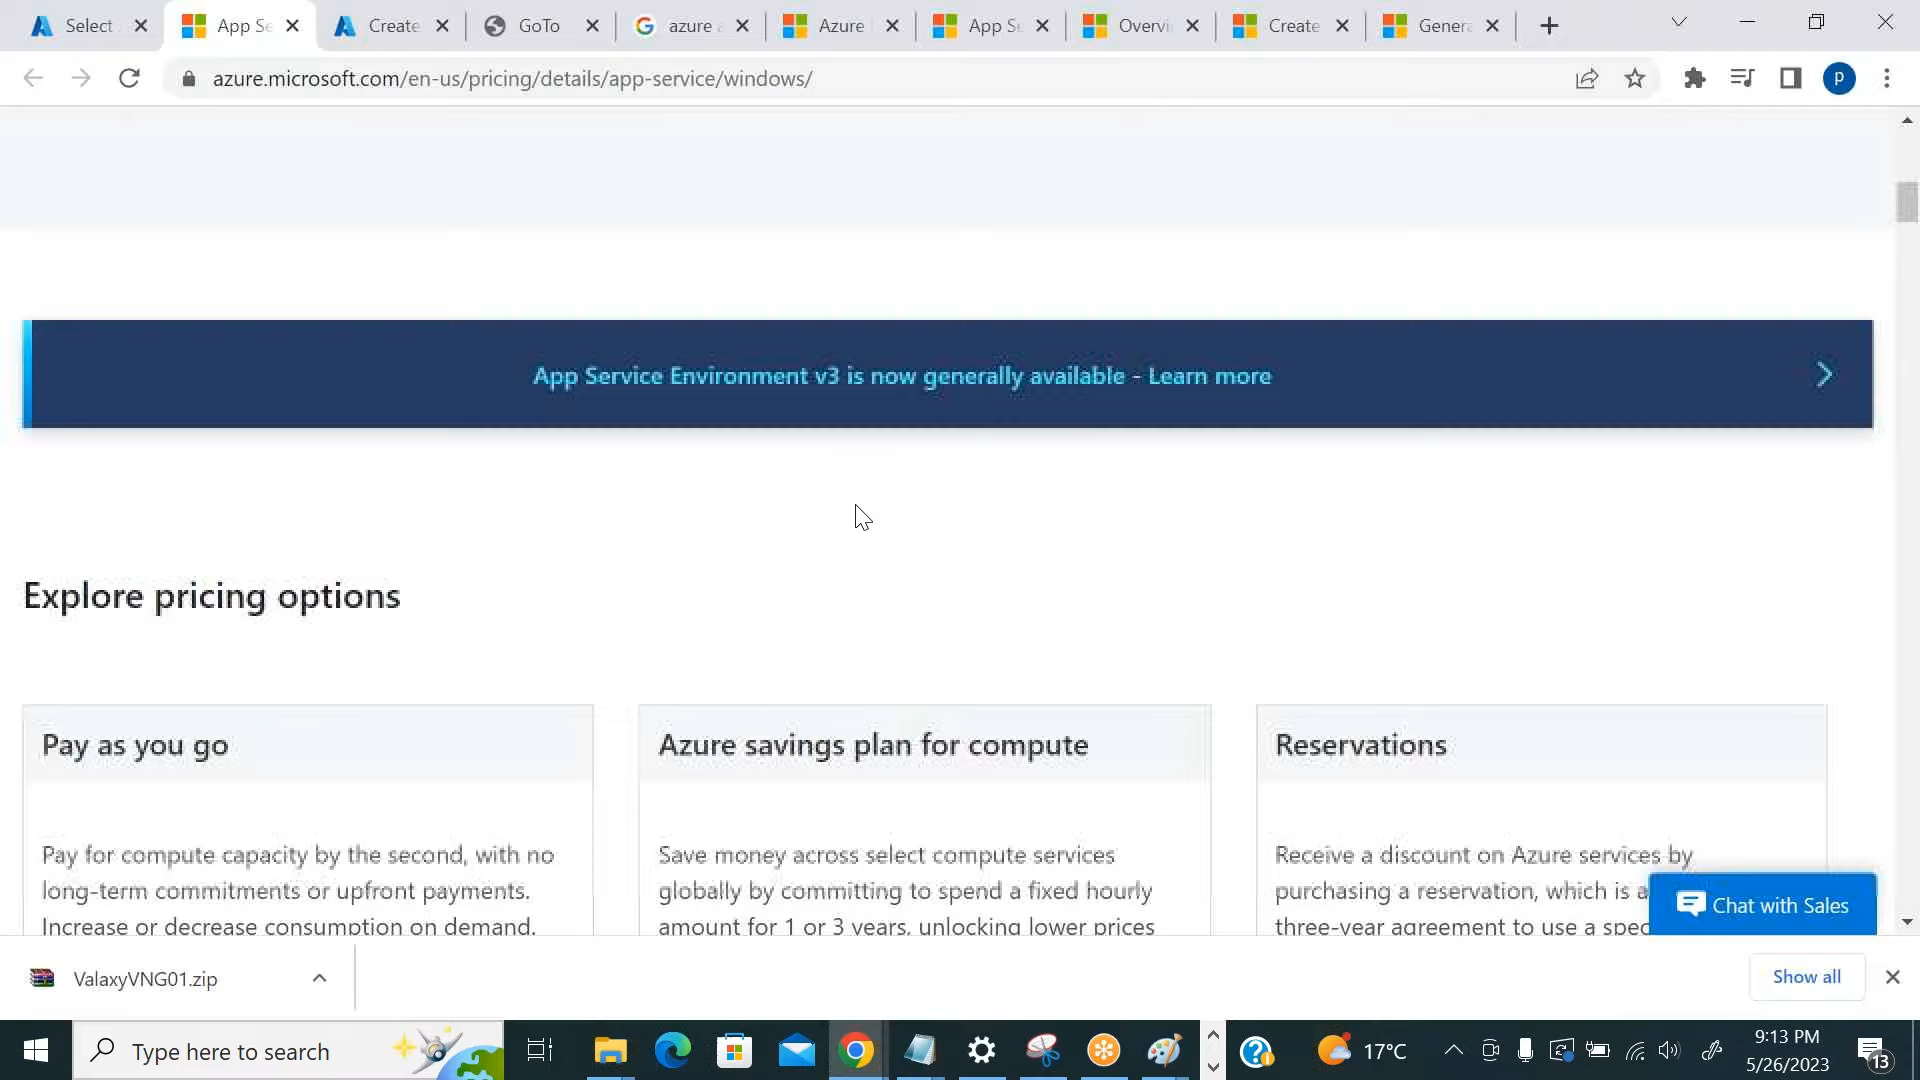 Select
App Se
Create
GoTo
azure a
Azure
App Se
Overvi
Create
Genera
azure.microsoft.com/en-us/pricing/details/app-service/windows/
P
App Service Environment v3 is now generally available - Learn more
Explore pricing options
Pay as you go
Pay for compute capacity by the second, with no
long-term commitments or upfront payments.
Increase or decrease consumption on demand.
Azure savings plan for compute
Save money across select compute services
globally by committing to spend a fixed hourly
amount for 1 or 3 years, unlocking lower prices
Reservations
Receive a discount on Azure services by
purchasing a reservation, which is a
three-year agreement to use a spec
Chat with Sales
ValaxyVNG01.zip
Show all
Type here to search
17°C
9:13 PM
5/26/2023
13